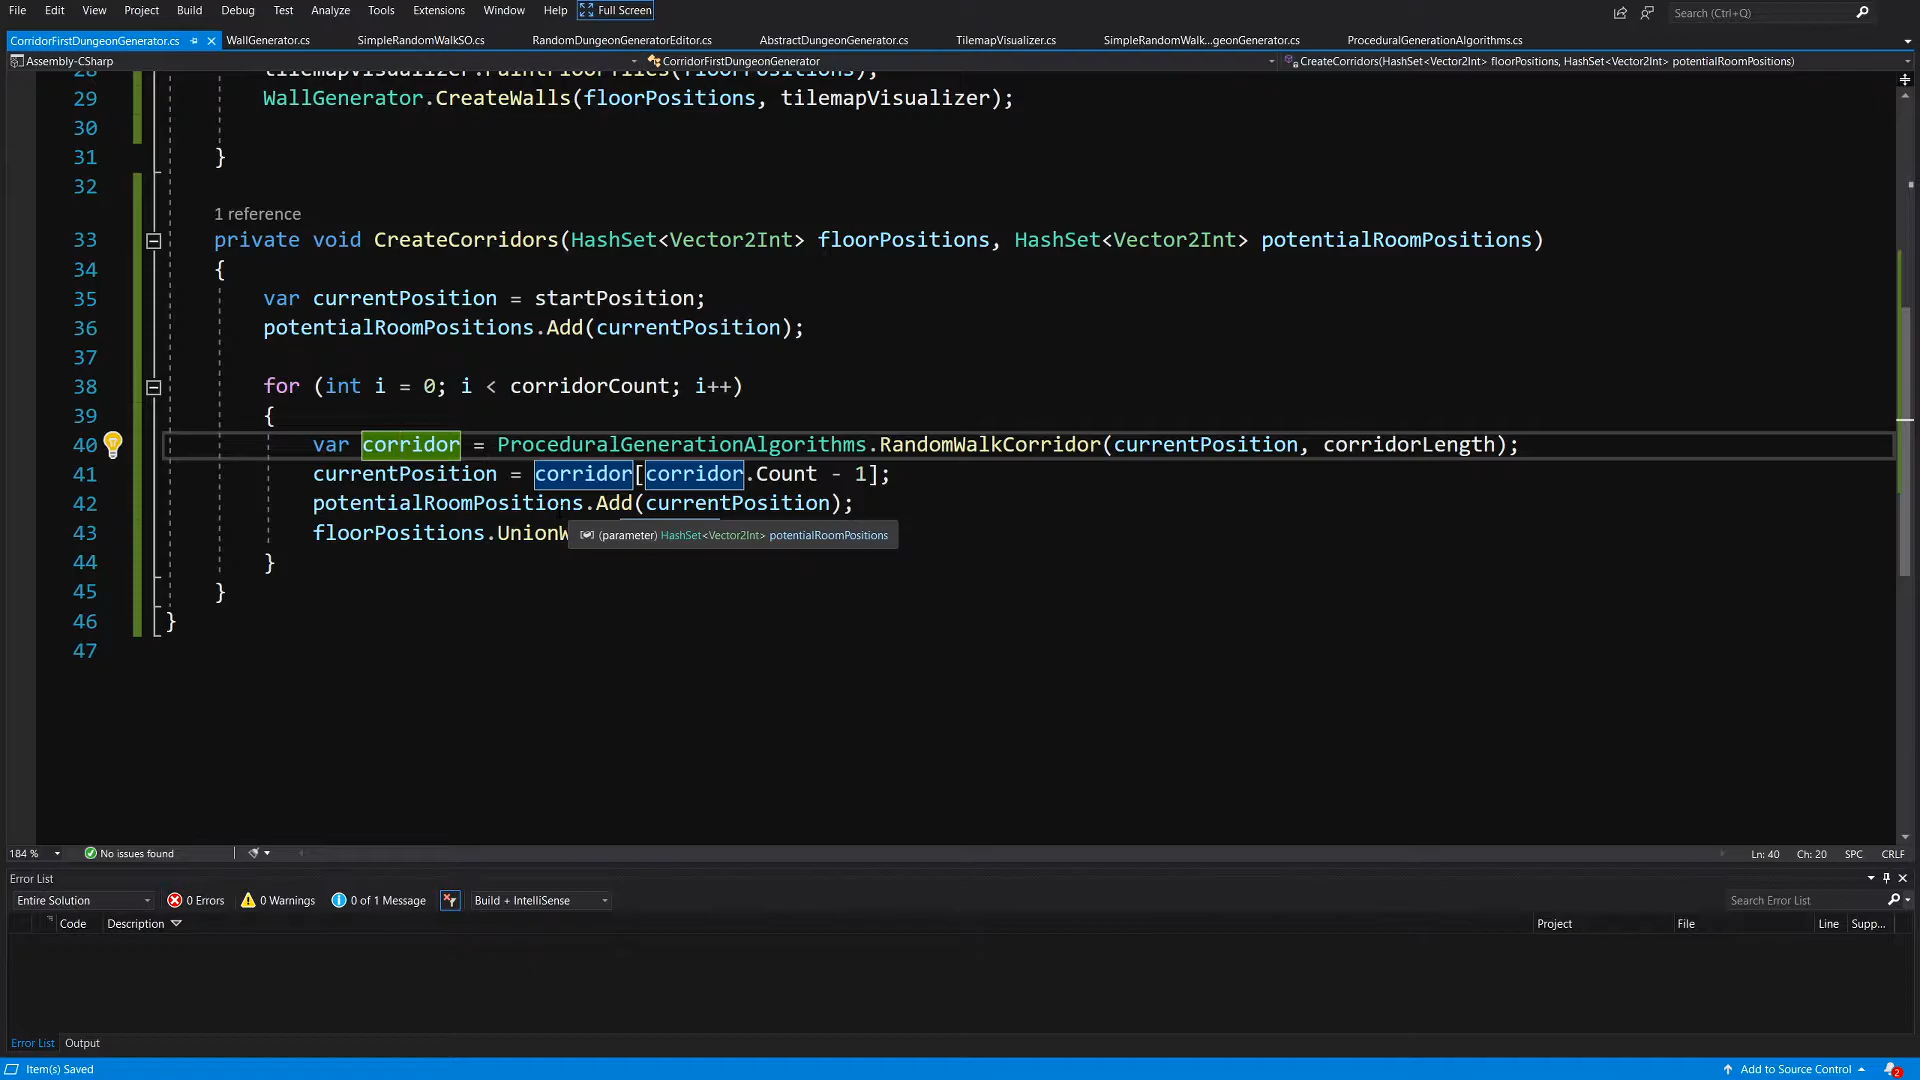 File Edit View Project Build Debug Test Analyze Tools Extensions Window Help Full Screen Search (Ctrl+Q)
CorridorFirstDungeonGenerator.cs WallGenerator.cs SimpleRandomWalkSO.cs RandomDungeonGeneratorEditor.cs AbstractDungeonGenerator.cs TilemapVisualizer.cs SimpleRandomWalk...geonGenerator.cs ProceduralGenerationAlgorithms.cs
Assembly-CSharp CorridorFirstDungeonGenerator CreateCorridors(HashSet<Vector2Int> floorPositions, HashSet<Vector2Int> potentialRoomPositions)
28 tilemapVisualizer.PaintFloorTiles(floorPositions);
29 WallGenerator.CreateWalls(floorPositions, tilemapVisualizer);
30
31 }
32
1 reference
33 private void CreateCorridors(HashSet<Vector2Int> floorPositions, HashSet<Vector2Int> potentialRoomPositions)
34 {
35 var currentPosition = startPosition;
36 potentialRoomPositions.Add(currentPosition);
37
38 for (int i = 0; i < corridorCount; i++)
39 {
40 var corridor = ProceduralGenerationAlgorithms.RandomWalkCorridor(currentPosition, corridorLength);
41 currentPosition = corridor[corridor.Count - 1];
42 potentialRoomPositions.Add(currentPosition);
43 floorPositions.UnionW (parameter) HashSet<Vector2Int> potentialRoomPositions
44 }
45 }
46 }
47
184 % No issues found Ln: 40 Ch: 20 SPC CRLF
Error List
Entire Solution 0 Errors 0 Warnings 0 of 1 Message Build + IntelliSense Search Error List
Code Description Project File Line Supp...
Error List Output
Item(s) Saved Add to Source Control 2